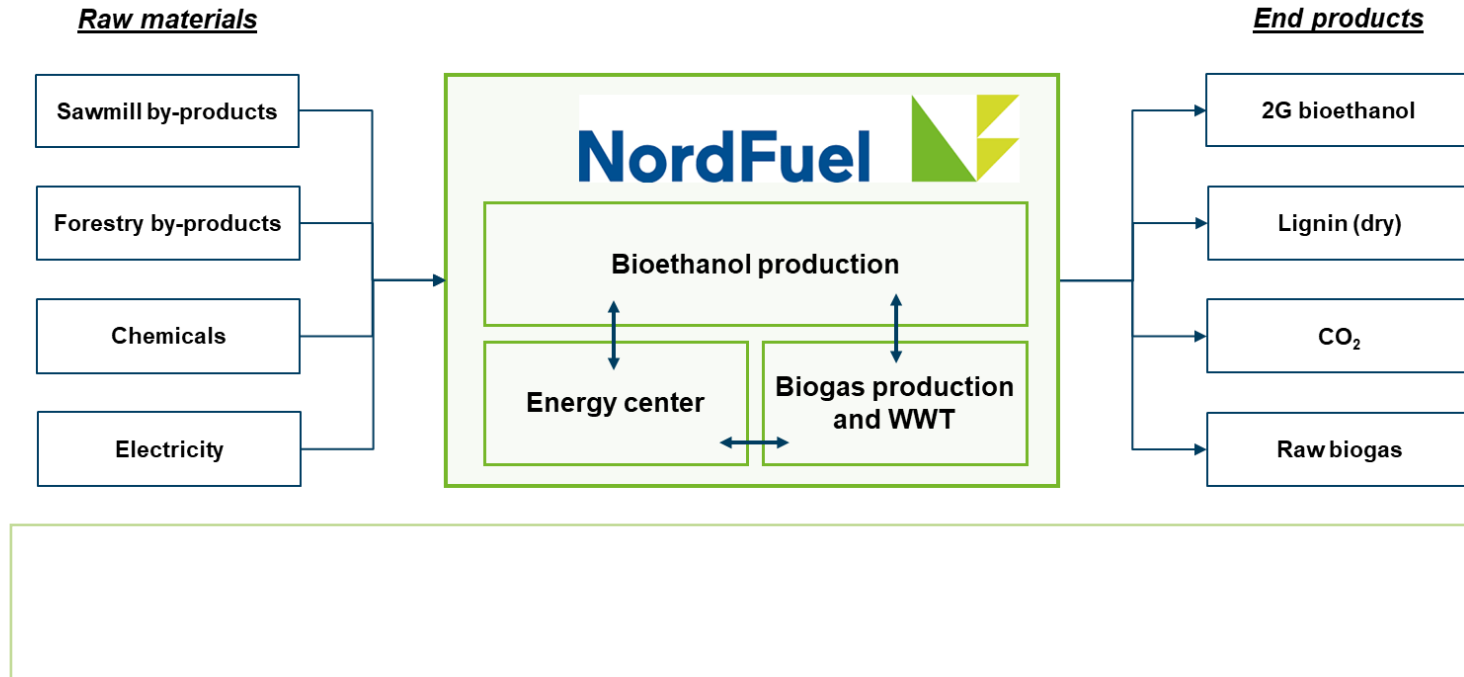 Raw materials
End products
Sawmill by-products
Forestry by-products
Chemicals
Electricity
NordFuel
Bioethanol production
Energy center
Biogas production
and WWT
2G bioethanol
Lignin (dry)
CO₂
Raw biogas